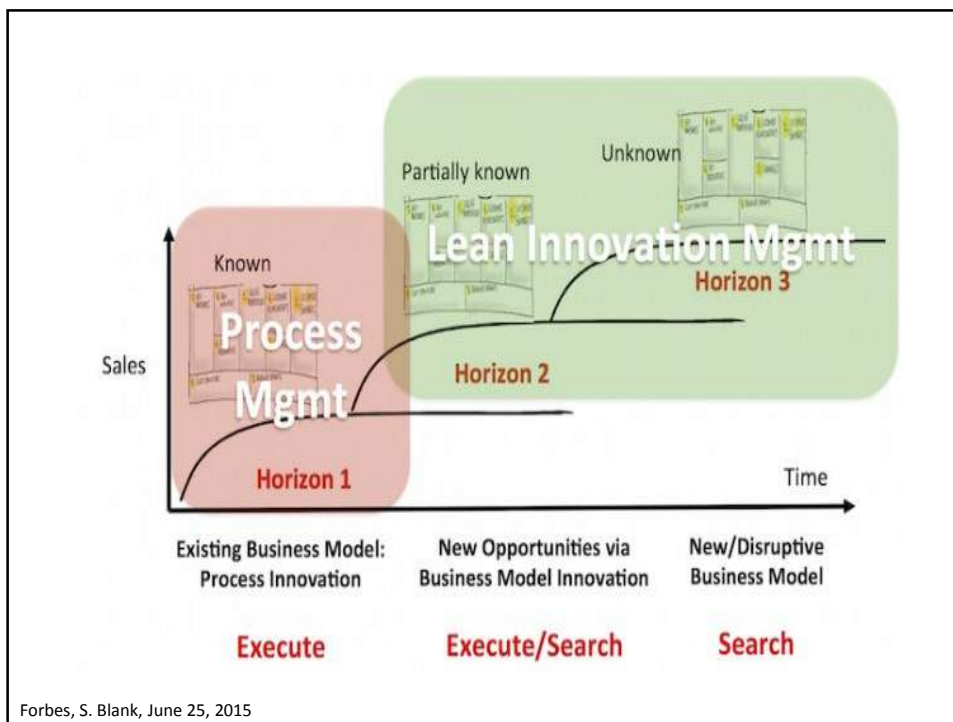 Unknown
Partially known
Lean Innovation Mgmt
Horizon 3
Known
Process
Mgmt
Sales
Horizon 2
Horizon 1
Time
Existing Business Model:
Process Innovation
New Opportunities via
Business Model Innovation
New/Disruptive
Business Model
Execute
Execute/Search
Search
Forbes, S. Blank, June 25, 2015